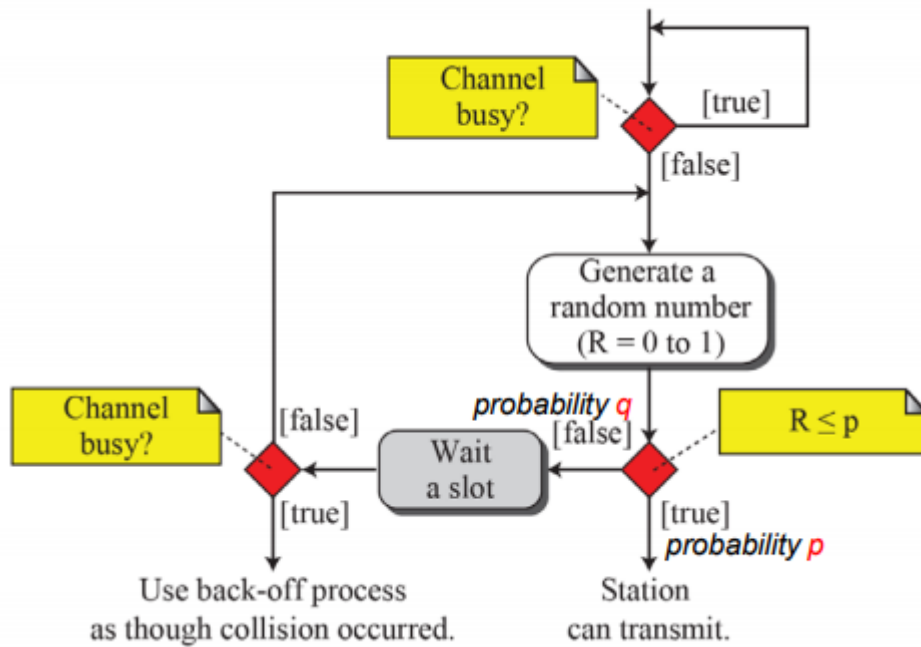 Channel
busy?
[true]
[false]
Generate a
random number
(R = 0 to 1)
probability q
Channel
busy?
[false]
[false]
R ≤ p
Wait
a slot
[true]
[true]
probability p
Use back-off process
as though collision occurred.
Station
can transmit.